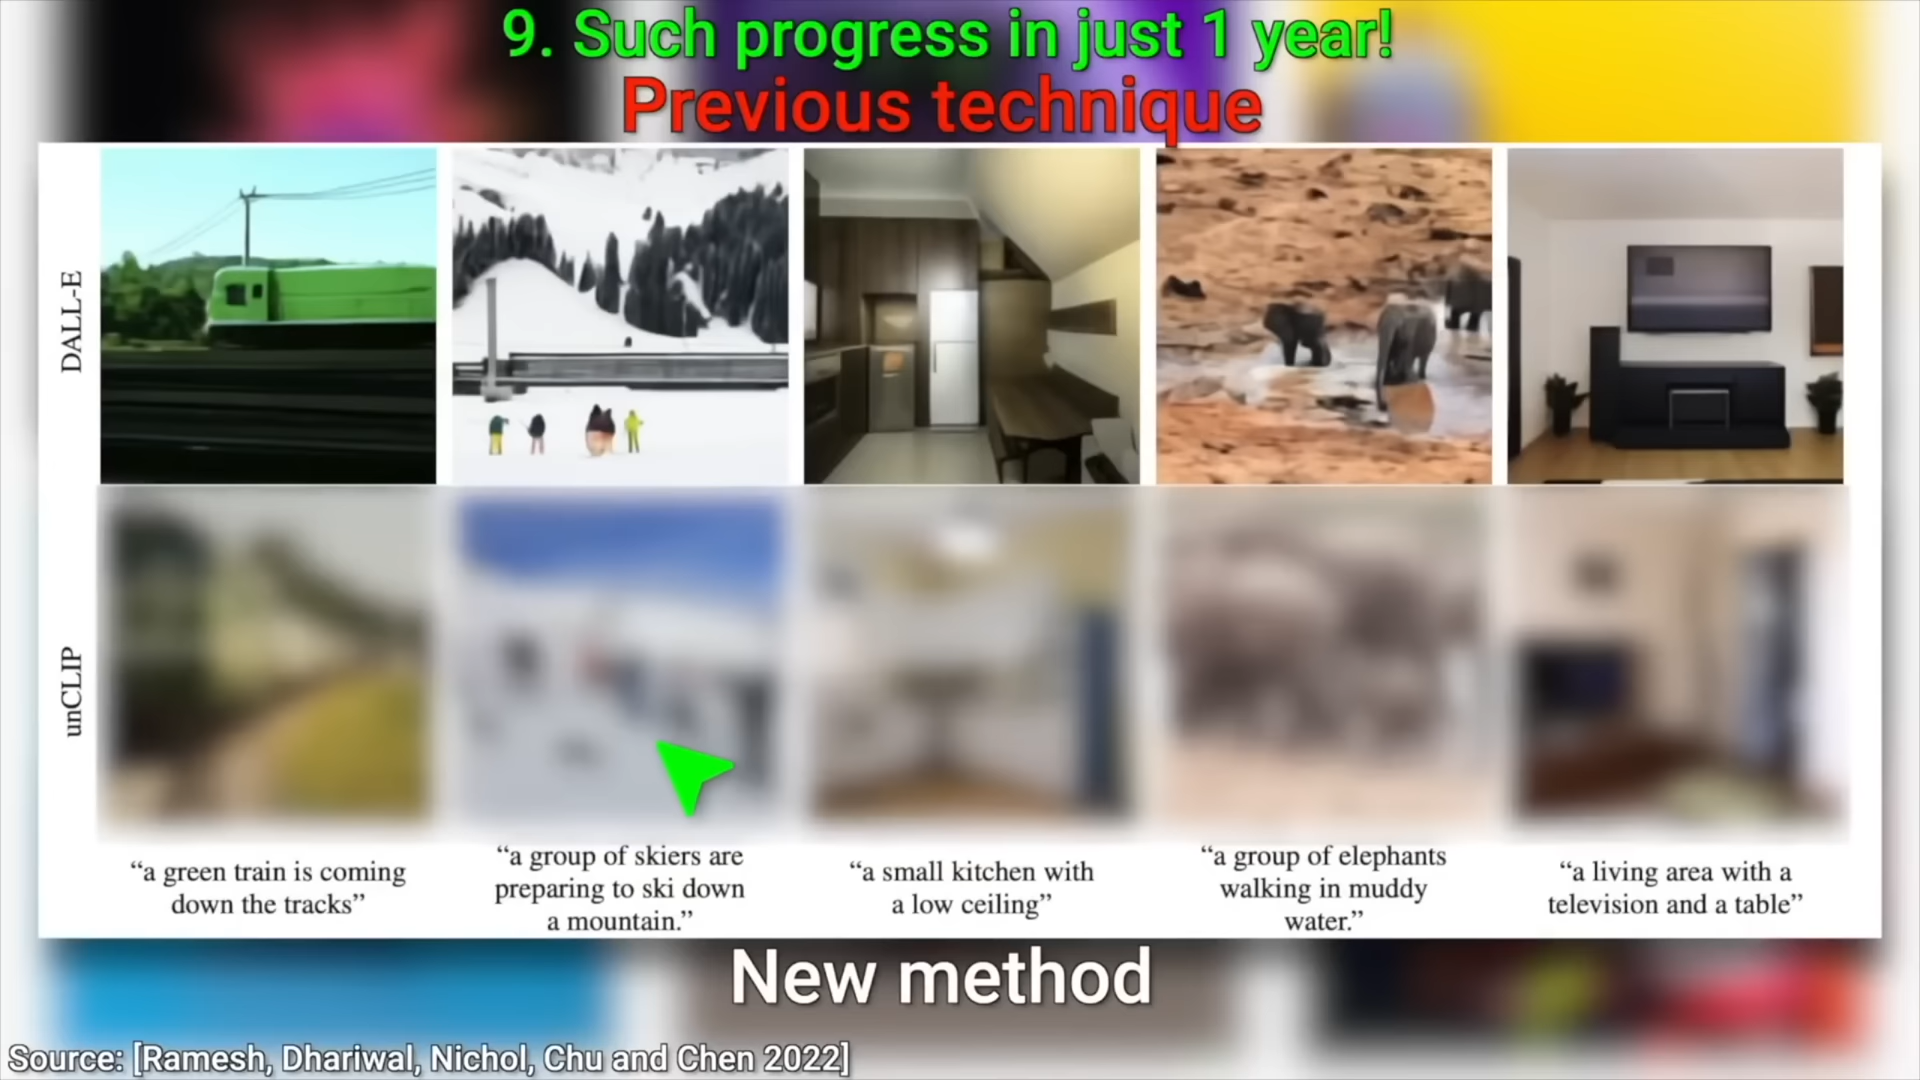 9. Such progress in just 1 year!
Previous technique
DALL-E
unCLIP
“a green train is coming
down the tracks”
“a group of skiers are
preparing to ski down
a mountain.”
“a small kitchen with
a low ceiling”
“a group of elephants
walking in muddy
water.”
“a living area with a
television and a table”
New method
Source: [Ramesh, Dhariwal, Nichol, Chu and Chen 2022]